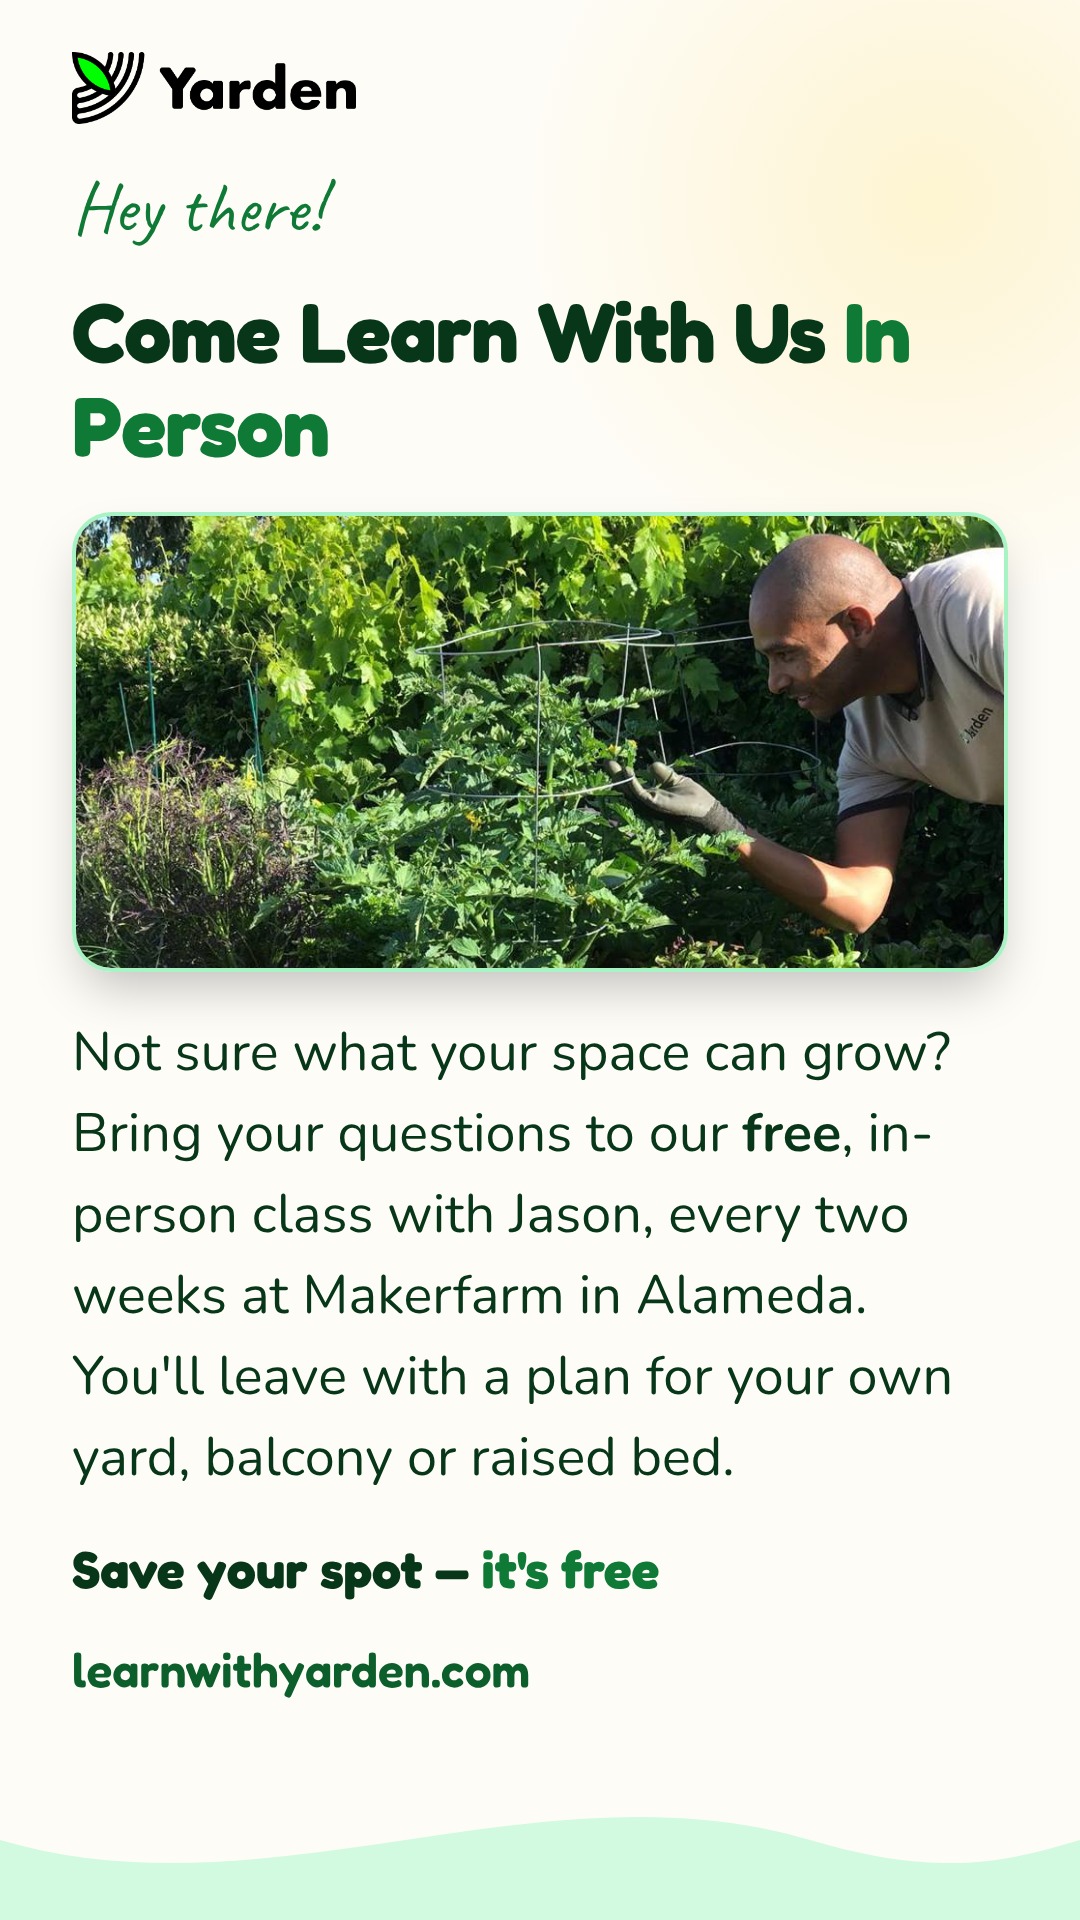 Yarden
Hey there!
Come Learn With Us In
Person
Yarden
Not sure what your space can grow?
Bring your questions to our free, in-
person class with Jason, every two
weeks at Makerfarm in Alameda.
You'll leave with a plan for your own
yard, balcony or raised bed.
Save your spot — it's free
learnwithyarden.com